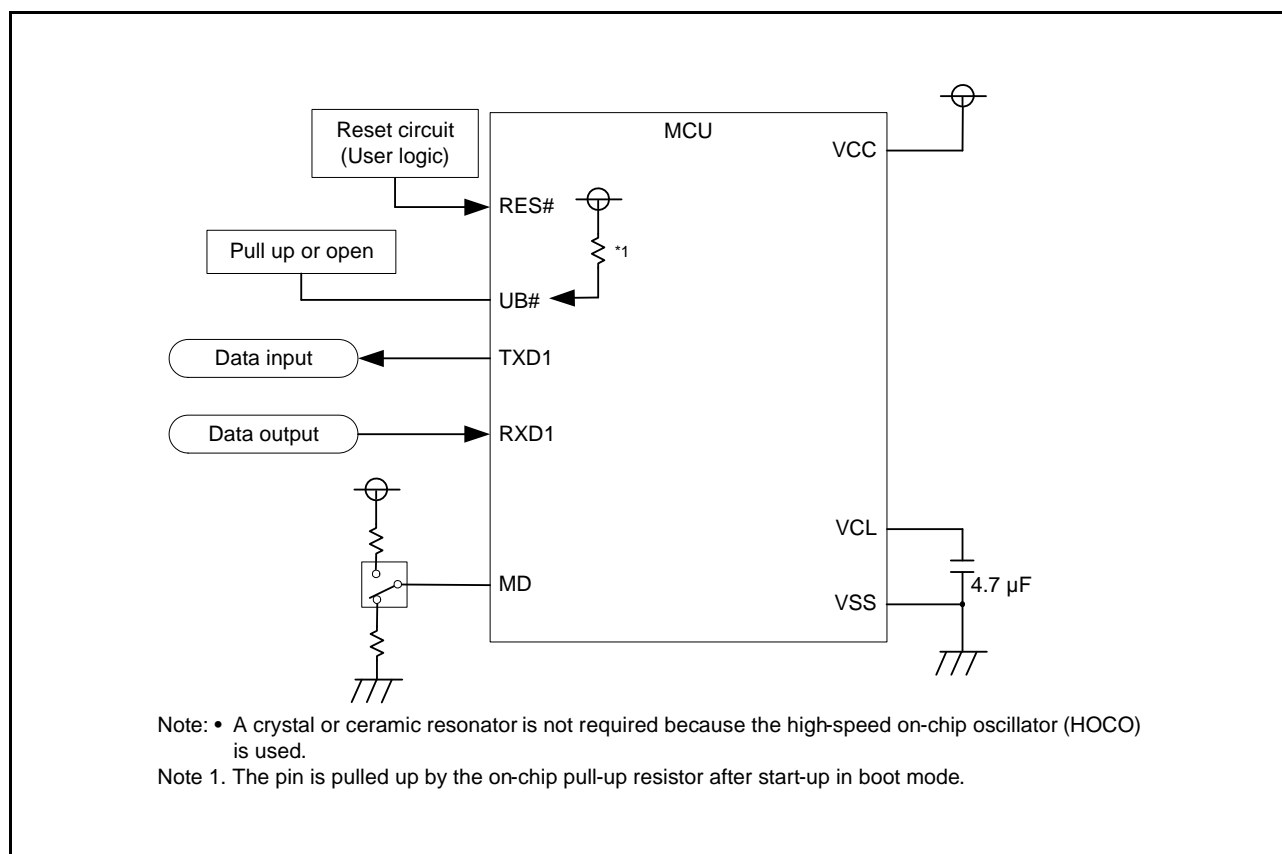 Reset circuit
(User logic)
MCU
VCC
RES#
*1
Pull up or open
UB#
Data input
TXD1
Data output
RXD1
VCL
4.7 µF
MD
VSS
Note: • A crystal or ceramic resonator is not required because the high-speed on-chip oscillator (HOCO)
is used.
Note 1. The pin is pulled up by the on-chip pull-up resistor after start-up in boot mode.